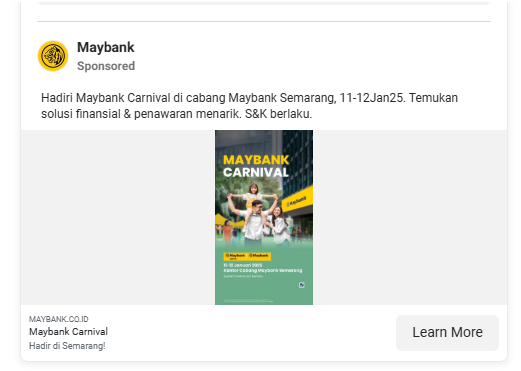 Maybank
Sponsored
Hadiri Maybank Carnival di cabang Maybank Semarang, 11-12Jan25. Temukan
solusi finansial & penawaran menarik. S&K berlaku.
MAYBANK
CARNIVAL
Maybank
Maybank Maybank
11-12 Januari 2025
Kantor Cabang Maybank Semarang
MAYBANK.CO.ID
Maybank Carnival
Hadir di Semarang!
Learn More